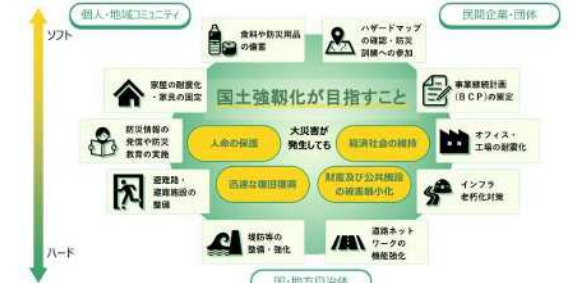 個人・地域コミュニティ
民間企業・団体
ソフト
食料や防災用品
の備蓄
ハザードマップ
の確認・防災
訓練への参加
家屋の耐震化
・家具の固定
国土強靱化が目指すこと
事業継続計画
(BCP)の策定
防災情報の
発信や防災
教育の実施
人命の保護
大災害が
発生しても
経済社会の維持
オフィス・
工場の耐震化
避難路・
避難施設の
整備
迅速な復旧復興
財産及び公共施設
の被害最小化
インフラ
老朽化対策
堤防等の
整備・強化
道路ネット
ワークの
機能強化
ハード
国・地方自治体